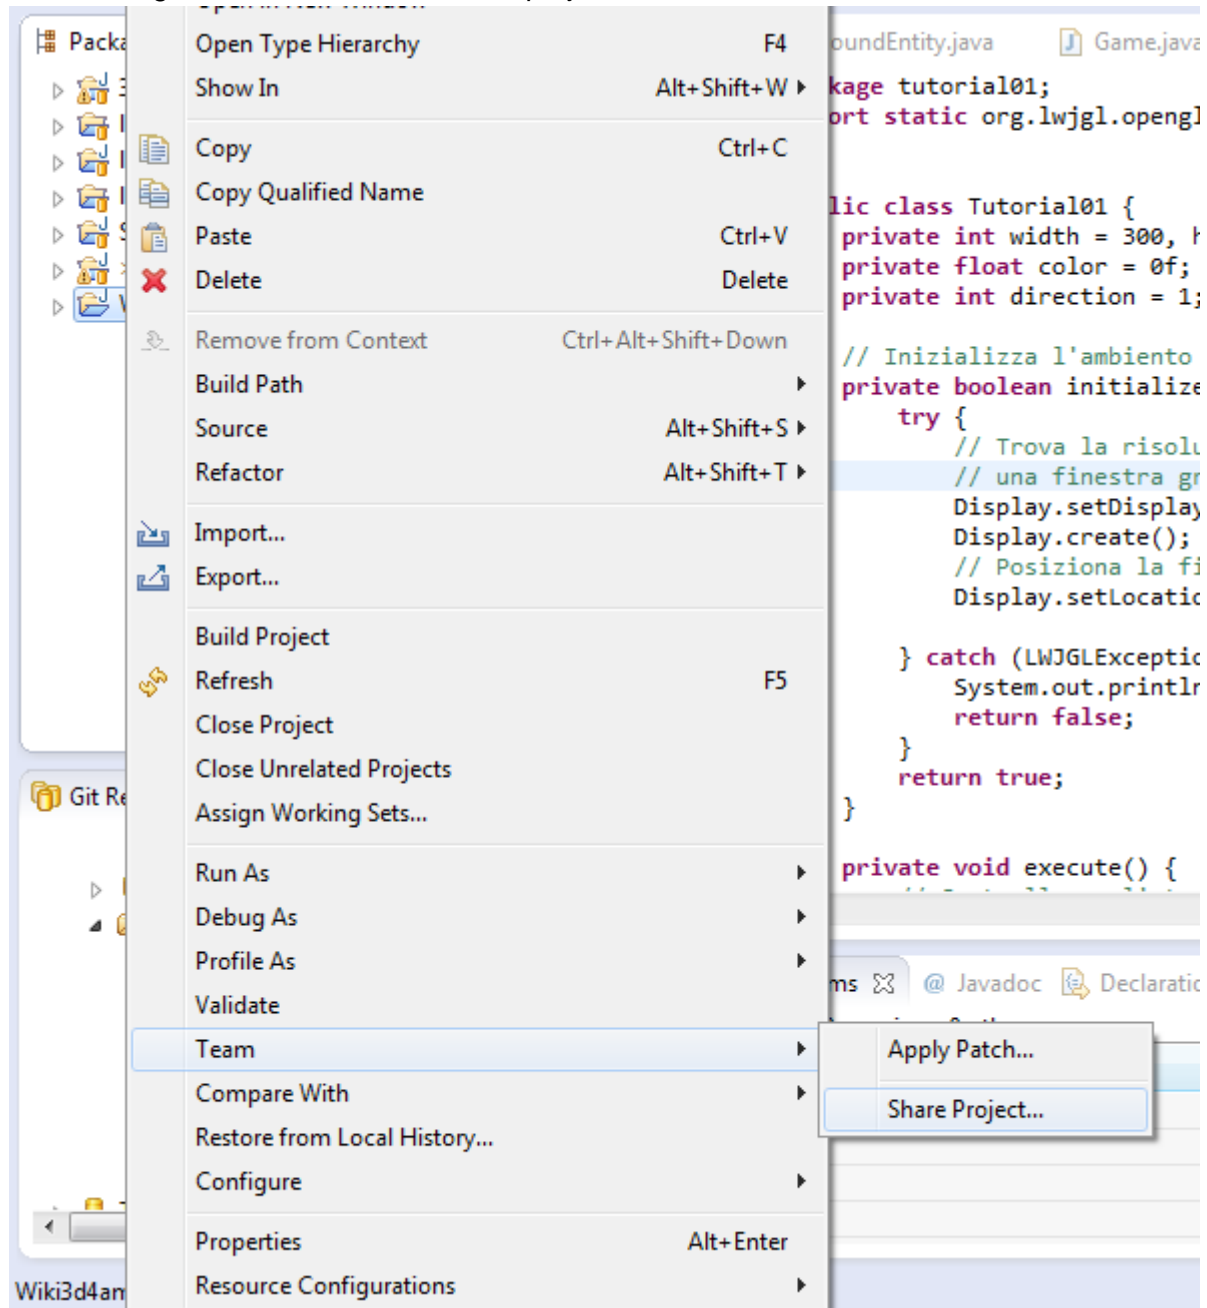 Packa
Open Type Hierarchy F4
Show In Alt+Shift+W
Copy Ctrl+C
Copy Qualified Name
Paste Ctrl+V
Delete Delete
Remove from Context Ctrl+Alt+Shift+Down
Build Path
Source Alt+Shift+S
Refactor Alt+Shift+T
Import...
Export...
Build Project
Refresh F5
Close Project
Close Unrelated Projects
Assign Working Sets...
Run As
Debug As
Profile As
Validate
Team
Compare With
Restore from Local History...
Configure
Properties Alt+Enter
Resource Configurations
Apply Patch...
Share Project...
Git Re
Wiki3d4am
oundEntity.java Game.java
kage tutorial01;
ort static org.lwjgl.opengl
lic class Tutorial01 {
private int width = 300, h
private float color = 0f;
private int direction = 1;
// Inizializza l'ambiento
private boolean initialize
try {
// Trova la risolu
// una finestra gr
Display.setDisplay
Display.create();
// Posiziona la fi
Display.setLocatio
} catch (LWJGLExceptio
System.out.println
return false;
}
return true;
}
private void execute() {
ms @ Javadoc Declaratio